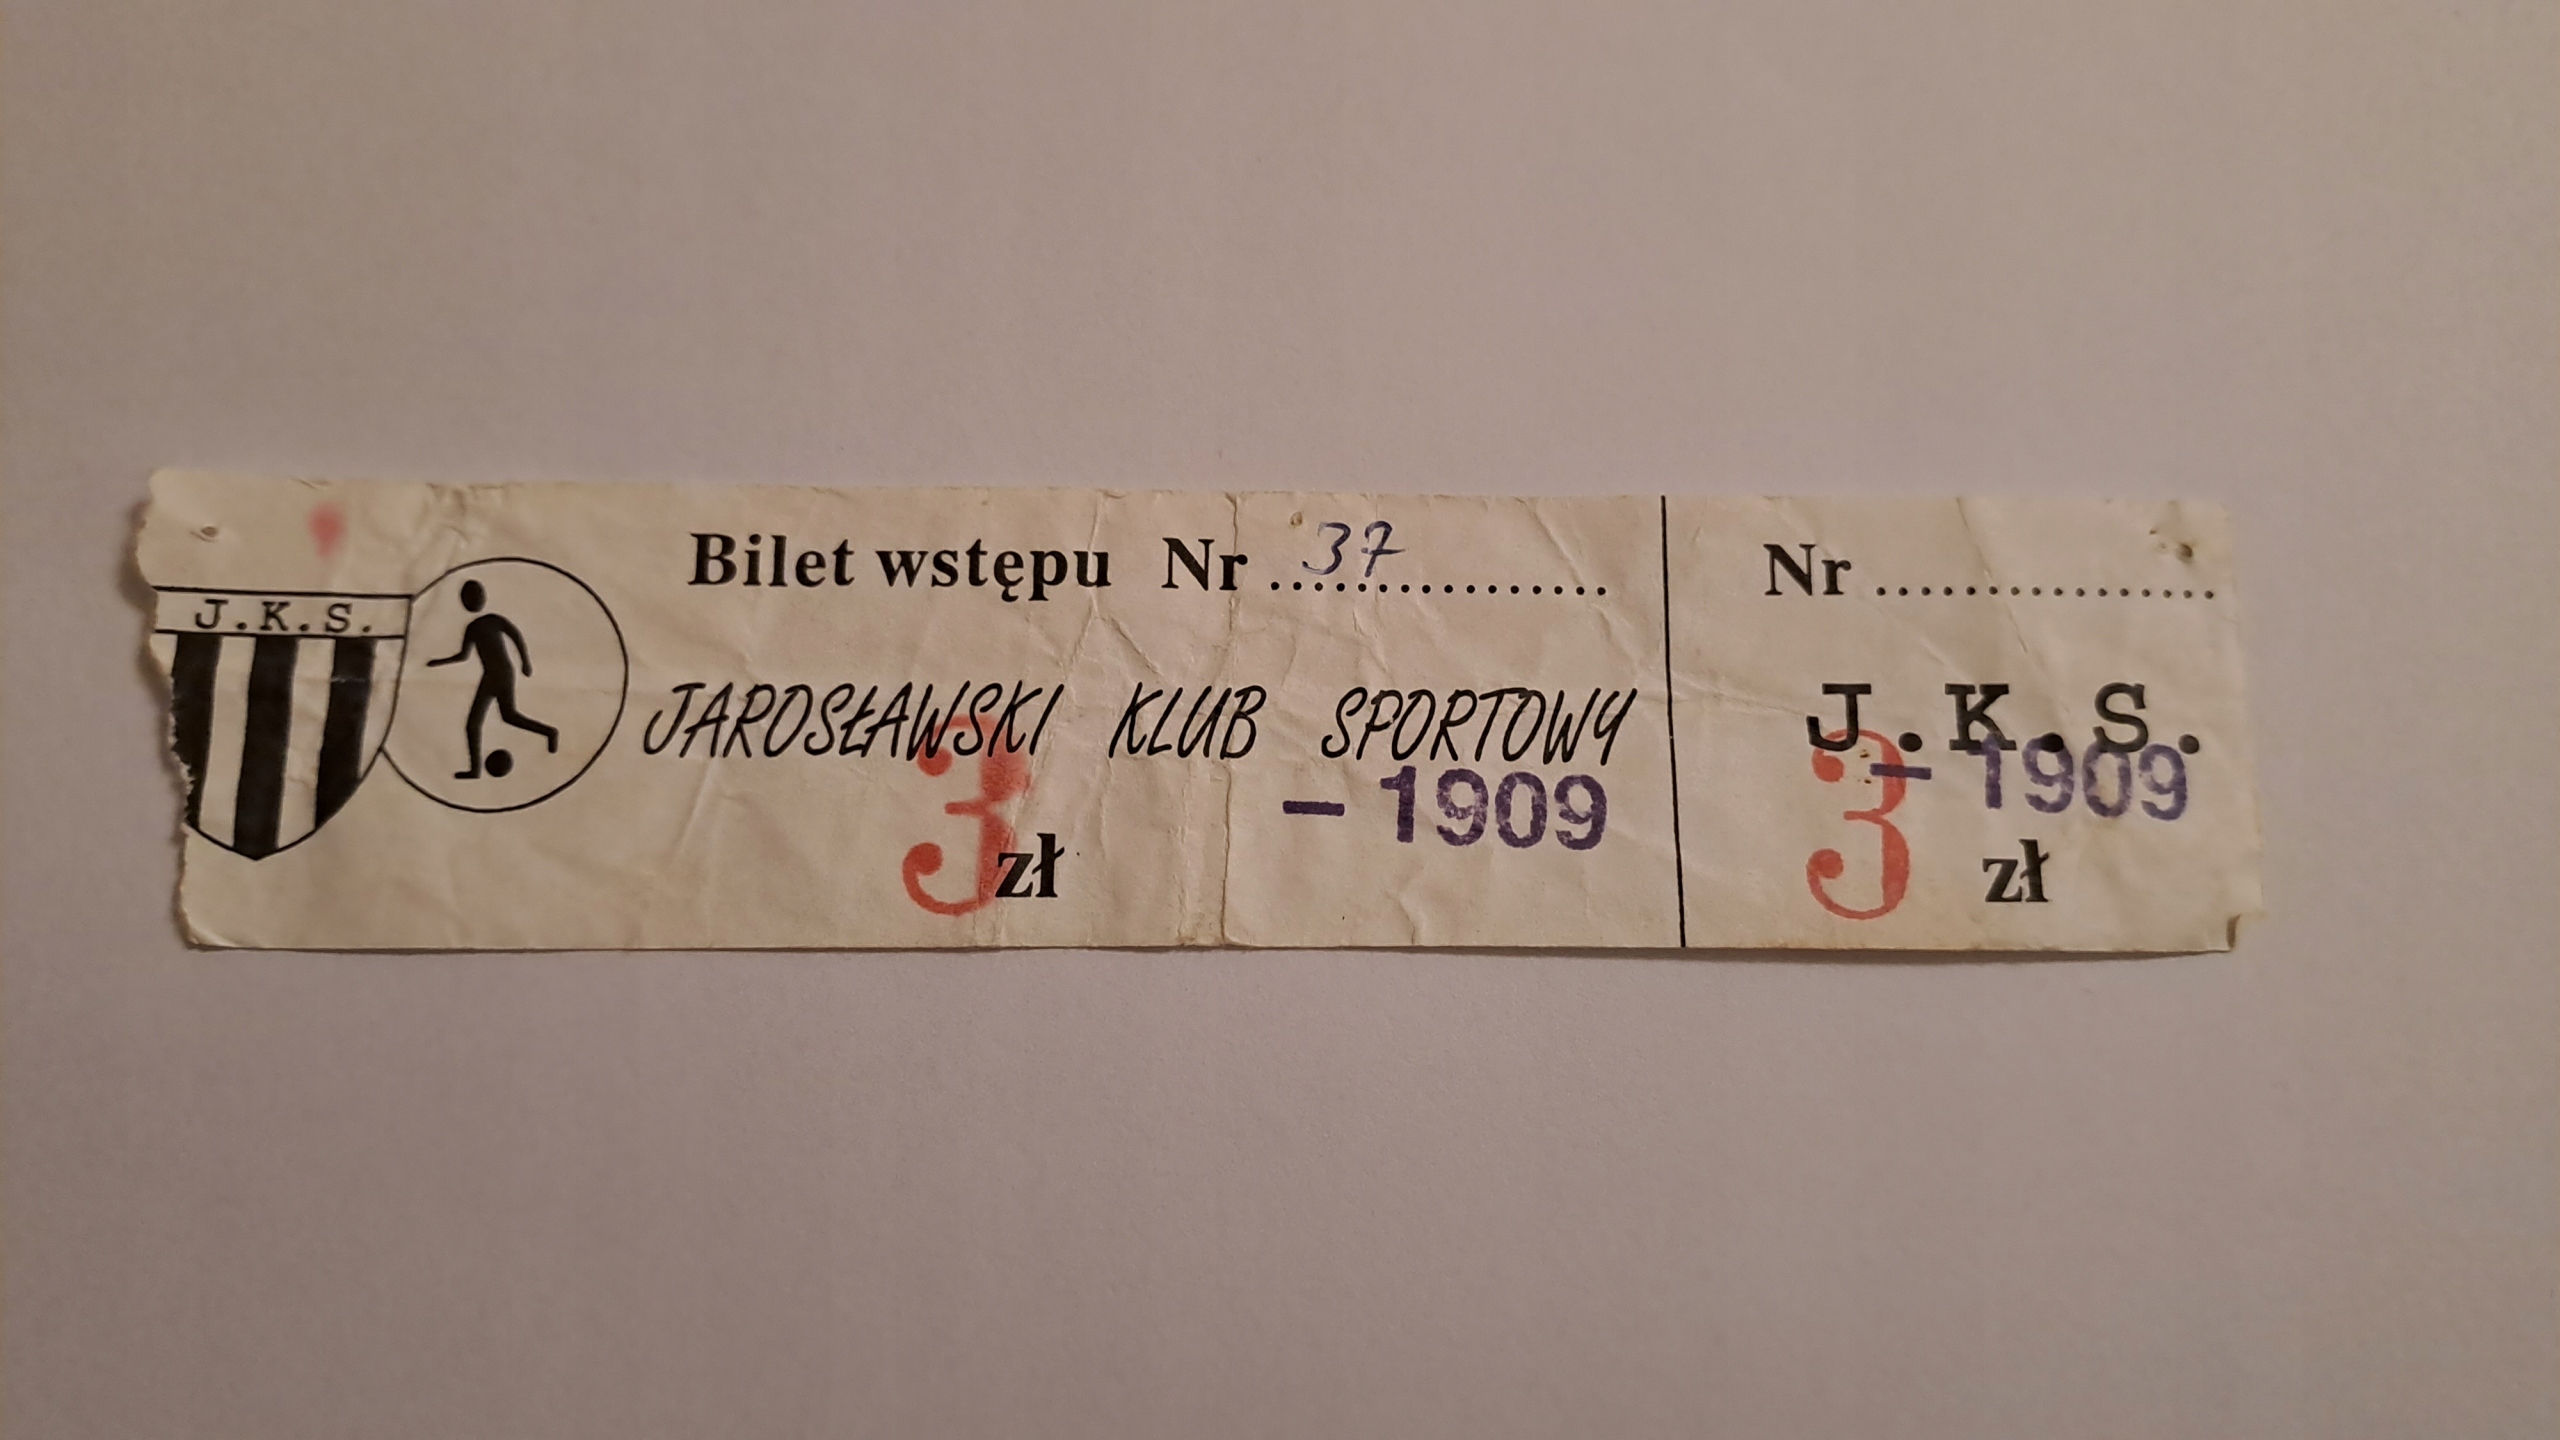 J.K.S.
Bilet wstępu Nr 37
JAROSŁAWSKI KLUB SPORTOWY
- 1909
3 zł
Nr
J.K.S.
- 1909
3 zł